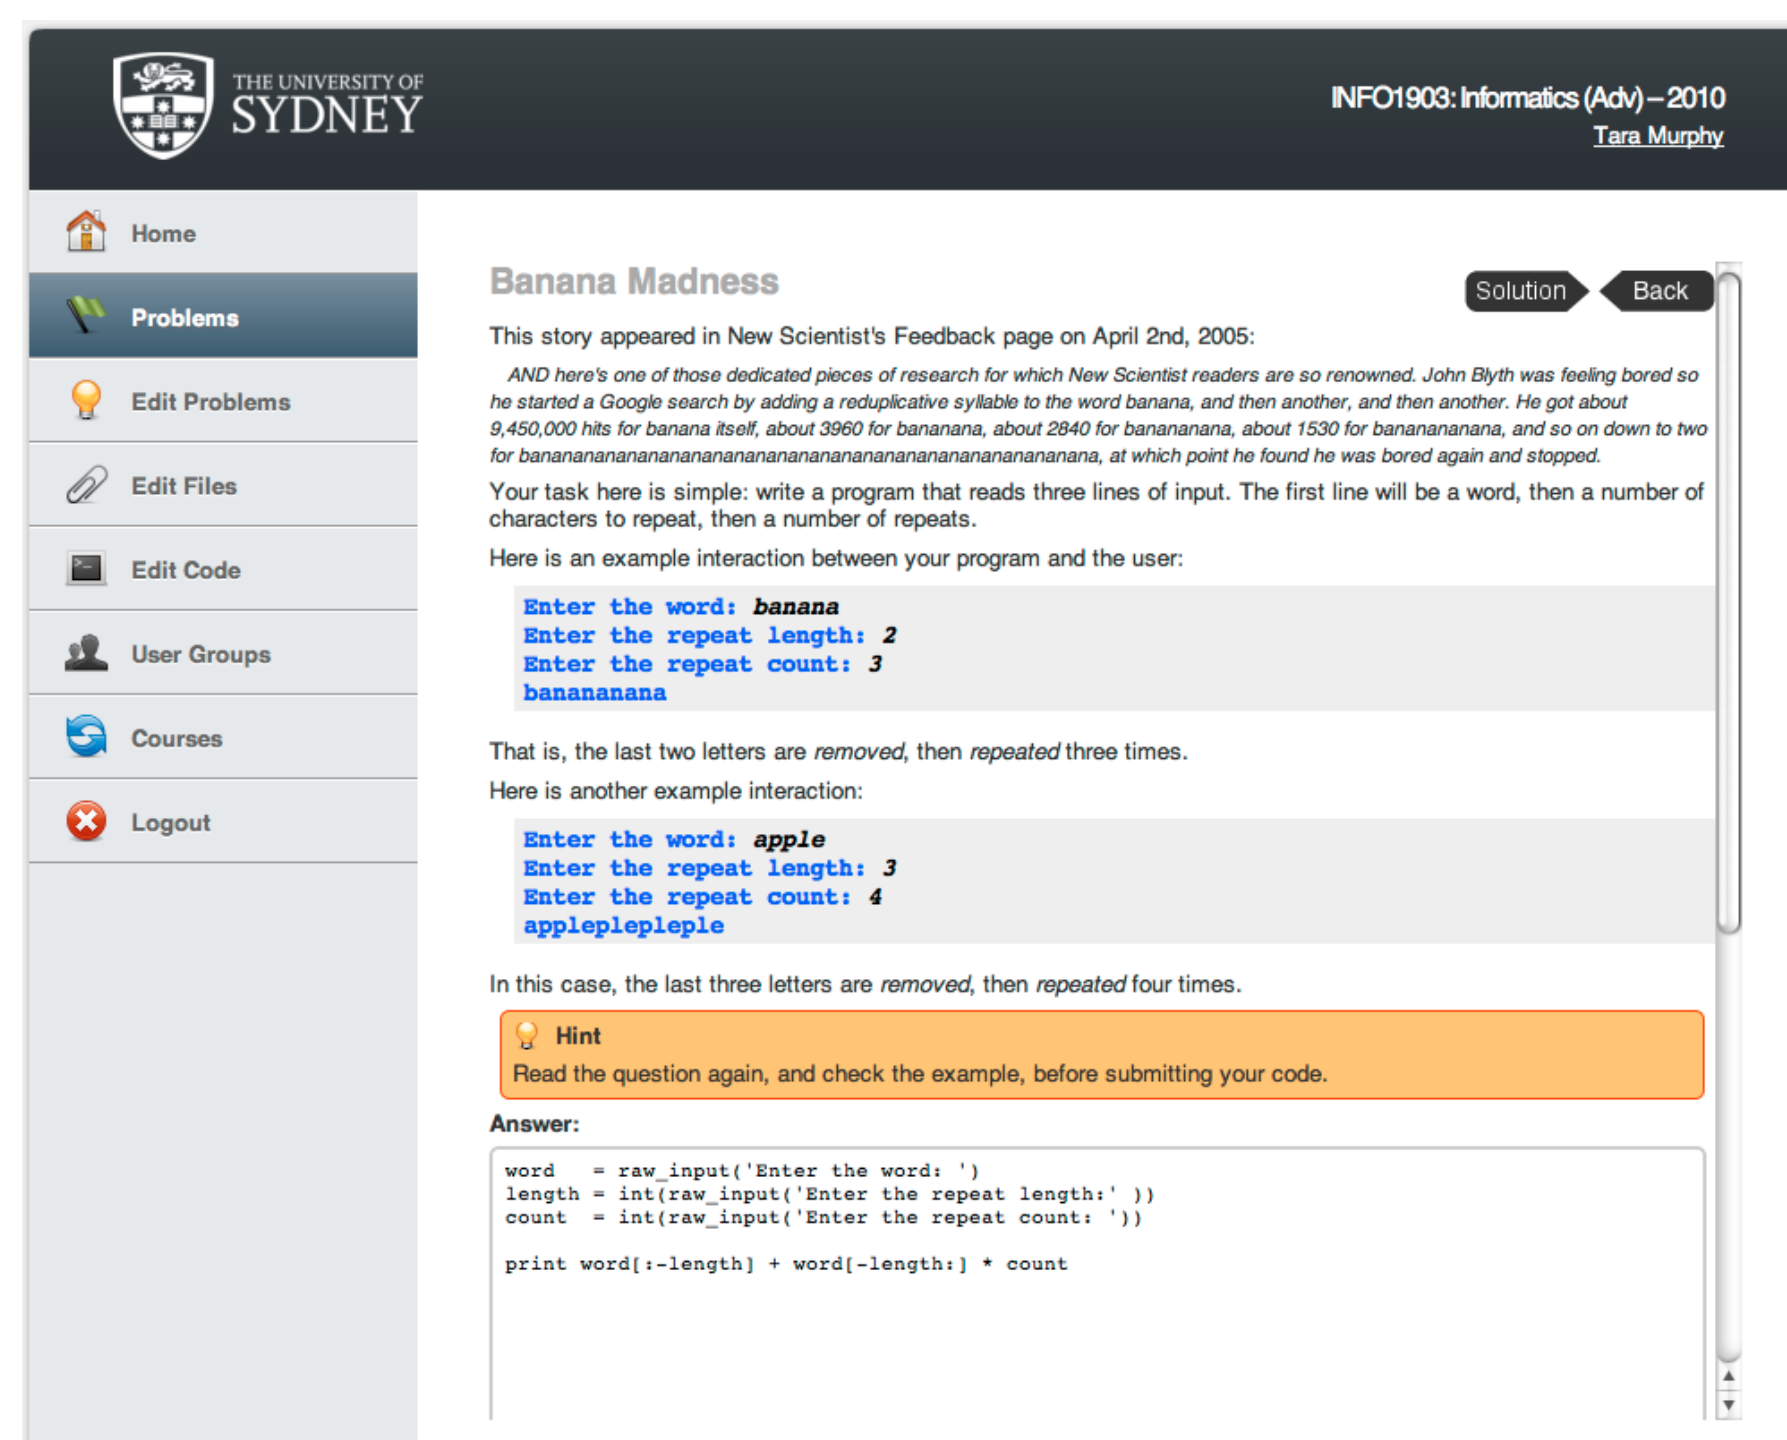 THE UNIVERSITY OF
SYDNEY
INFO1903: Informatics (Adv) – 2010
Tara Murphy
Home
Problems
Edit Problems
Edit Files
Edit Code
User Groups
Courses
Logout
Banana Madness
Solution
Back
This story appeared in New Scientist's Feedback page on April 2nd, 2005:
AND here's one of those dedicated pieces of research for which New Scientist readers are so renowned. John Blyth was feeling bored so
he started a Google search by adding a reduplicative syllable to the word banana, and then another, and then another. He got about
9,450,000 hits for banana itself, about 3960 for bananana, about 2840 for banananana, about 1530 for bananananana, and so on down to two
for bananananananananananananananananananananananananananana, at which point he found he was bored again and stopped.
Your task here is simple: write a program that reads three lines of input. The first line will be a word, then a number of
characters to repeat, then a number of repeats.
Here is an example interaction between your program and the user:
Enter the word: banana
Enter the repeat length: 2
Enter the repeat count: 3
banananana
That is, the last two letters are removed, then repeated three times.
Here is another example interaction:
Enter the word: apple
Enter the repeat length: 3
Enter the repeat count: 4
appleplepleple
In this case, the last three letters are removed, then repeated four times.
Hint
Read the question again, and check the example, before submitting your code.
Answer:
word   = raw_input('Enter the word: ')
length = int(raw_input('Enter the repeat length:' ))
count  = int(raw_input('Enter the repeat count: '))
print word[:-length] + word[-length:] * count